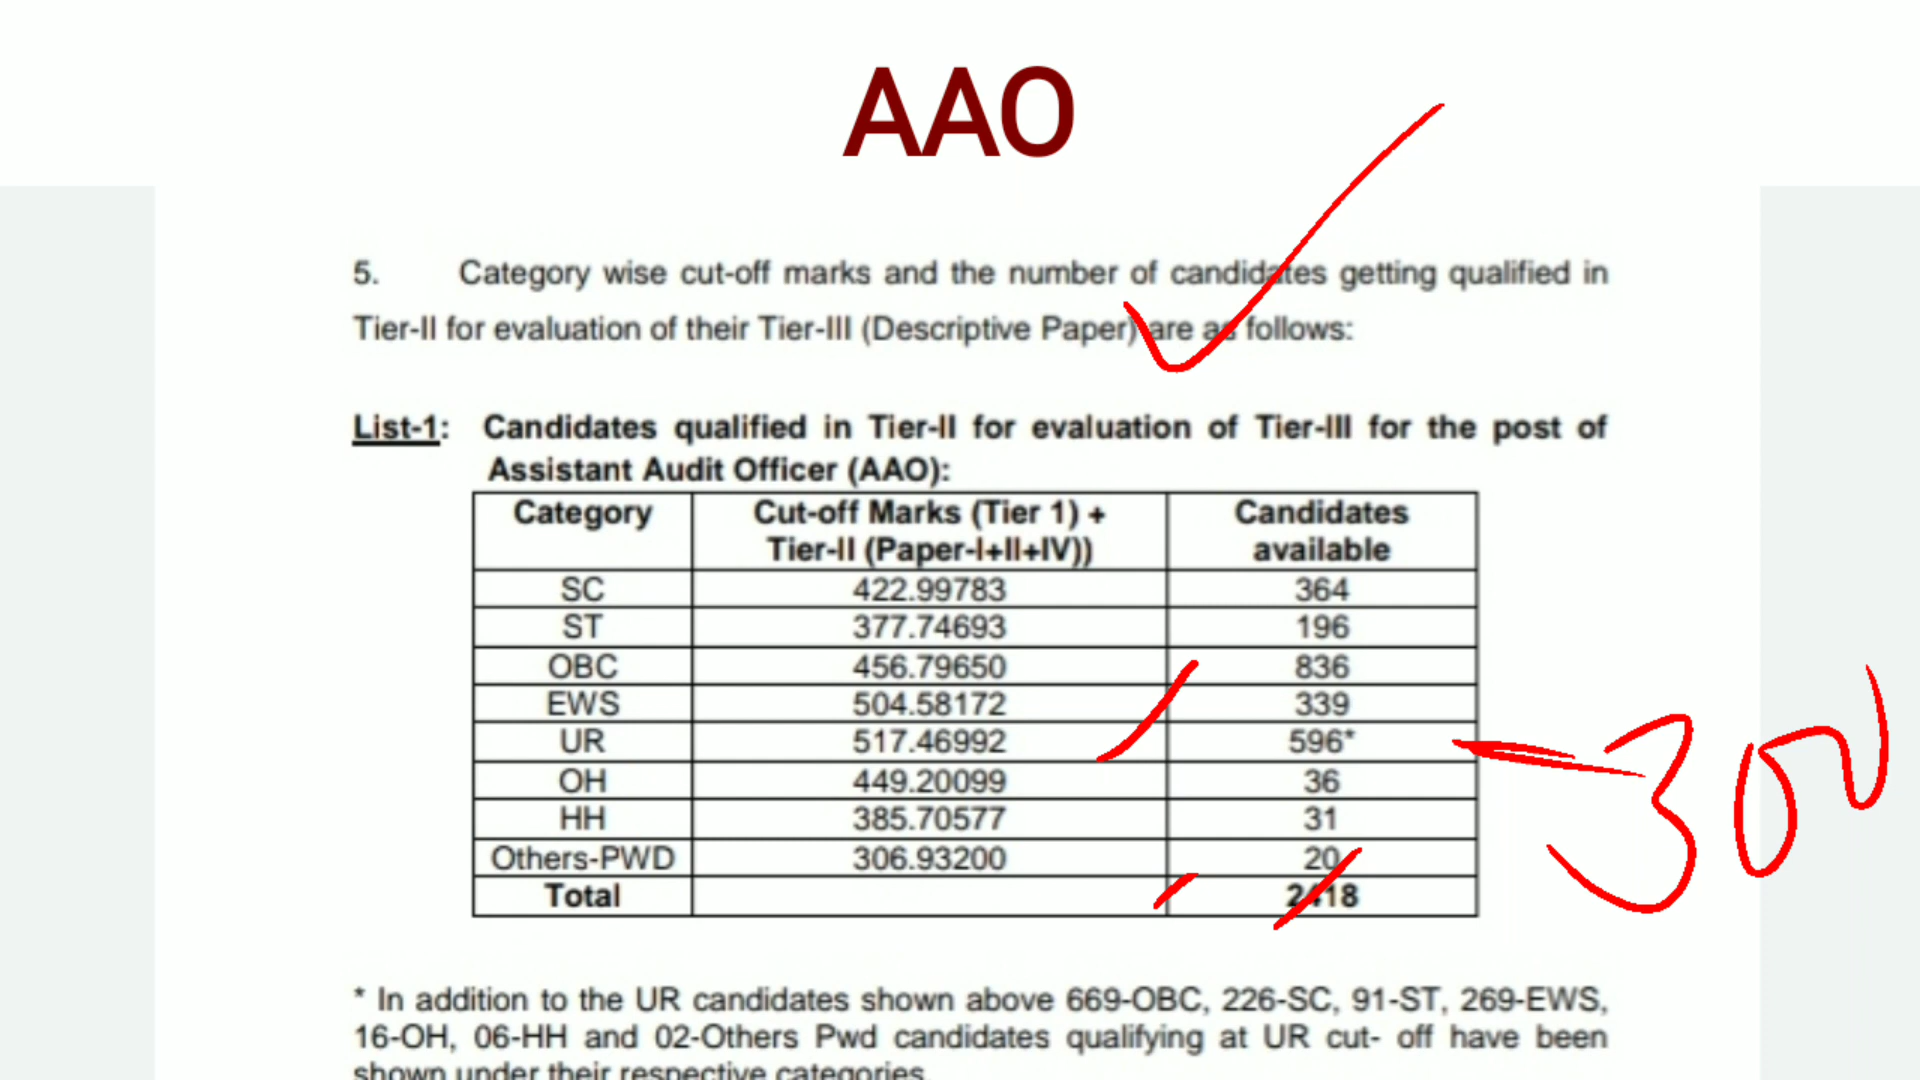 AAO
5. Category wise cut-off marks and the number of candidates getting qualified in
Tier-II for evaluation of their Tier-III (Descriptive Paper) are as follows:
List-1: Candidates qualified in Tier-II for evaluation of Tier-III for the post of
Assistant Audit Officer (AAO):
Category Cut-off Marks (Tier 1) + Tier-II (Paper-I+II+IV)) Candidates available
SC 422.99783 364
ST 377.74693 196
OBC 456.79650 836
EWS 504.58172 339
UR 517.46992 596*
OH 449.20099 36
HH 385.70577 31
Others-PWD 306.93200 20
Total 2418
* In addition to the UR candidates shown above 669-OBC, 226-SC, 91-ST, 269-EWS,
16-OH, 06-HH and 02-Others Pwd candidates qualifying at UR cut- off have been
shown under their respective categories.